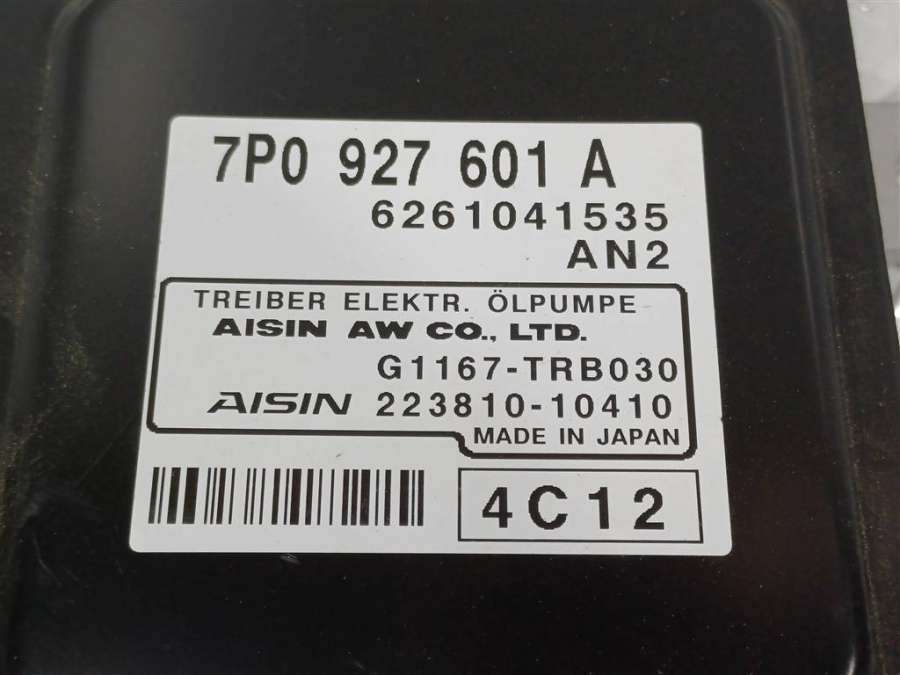 7P0 927 601 A
6261041535
AN2
TREIBER ELEKTR. ÖLPUMPE
AISIN AW CO., LTD.
G1167-TRB030
AISIN 223810-10410
MADE IN JAPAN
4C12